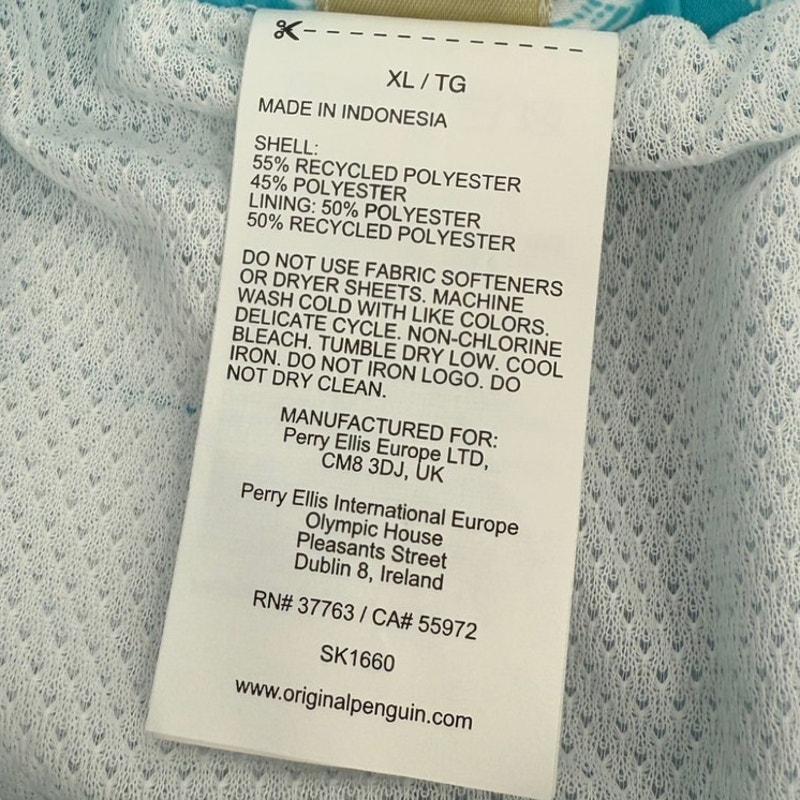 XL / TG
MADE IN INDONESIA
SHELL:
55% RECYCLED POLYESTER
45% POLYESTER
LINING: 50% POLYESTER
50% RECYCLED POLYESTER
DO NOT USE FABRIC SOFTENERS
OR DRYER SHEETS. MACHINE
WASH COLD WITH LIKE COLORS.
DELICATE CYCLE. NON-CHLORINE
BLEACH. TUMBLE DRY LOW. COOL
IRON. DO NOT IRON LOGO. DO
NOT DRY CLEAN.
MANUFACTURED FOR:
Perry Ellis Europe LTD,
CM8 3DJ, UK
Perry Ellis International Europe
Olympic House
Pleasants Street
Dublin 8, Ireland
RN# 37763 / CA# 55972
SK1660
www.originalpenguin.com